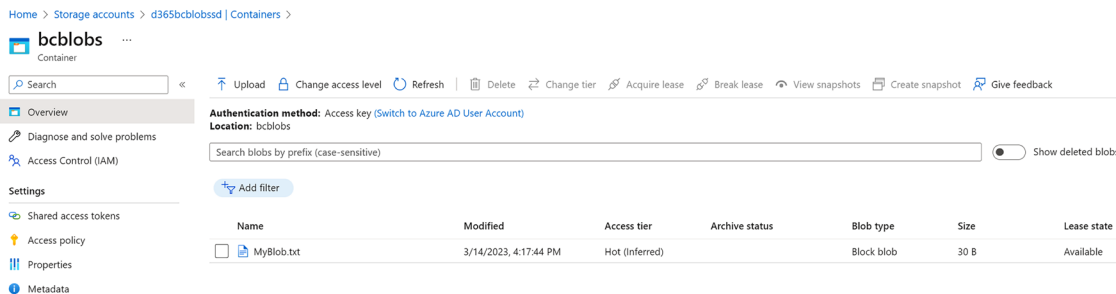 Home > Storage accounts > d365bcblobssd | Containers >
bcblobs ...
Container
Search «
Overview
Diagnose and solve problems
Access Control (IAM)
Settings
Shared access tokens
Access policy
Properties
Metadata
Upload Change access level Refresh Delete Change tier Acquire lease Break lease View snapshots Create snapshot Give feedback
Authentication method: Access key (Switch to Azure AD User Account)
Location: bcblobs
Search blobs by prefix (case-sensitive) Show deleted blobs
Add filter
Name Modified Access tier Archive status Blob type Size Lease state
MyBlob.txt 3/14/2023, 4:17:44 PM Hot (Inferred) Block blob 30 B Available